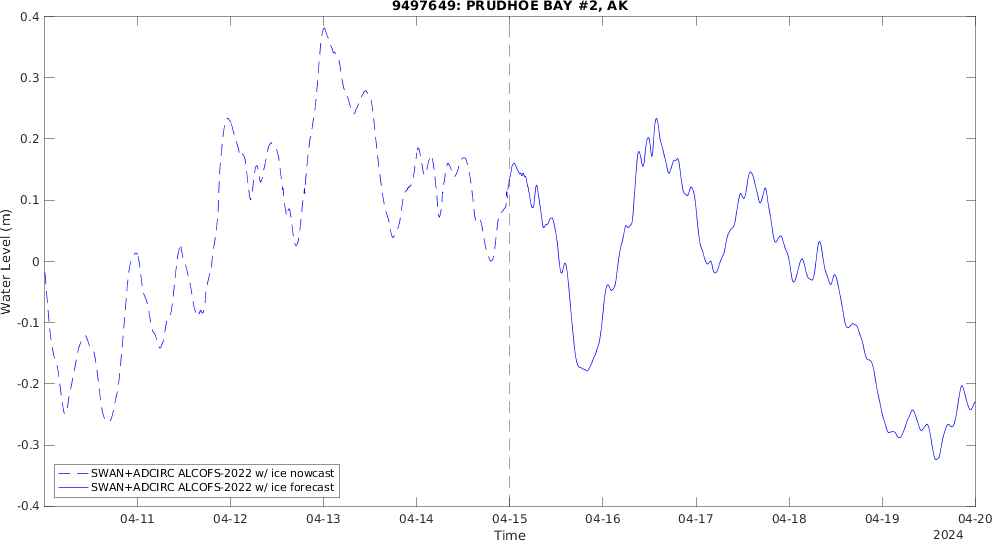 9497649: PRUDHOE BAY #2, AK
0.4
0.3
0.2
0.1
0
-0.1
-0.2
-0.3
-0.4
Water Level (m)
SWAN+ADCIRC ALCOFS-2022 w/ ice nowcast
SWAN+ADCIRC ALCOFS-2022 w/ ice forecast
04-11 04-12 04-13 04-14 04-15 04-16 04-17 04-18 04-19 04-20
Time
2024